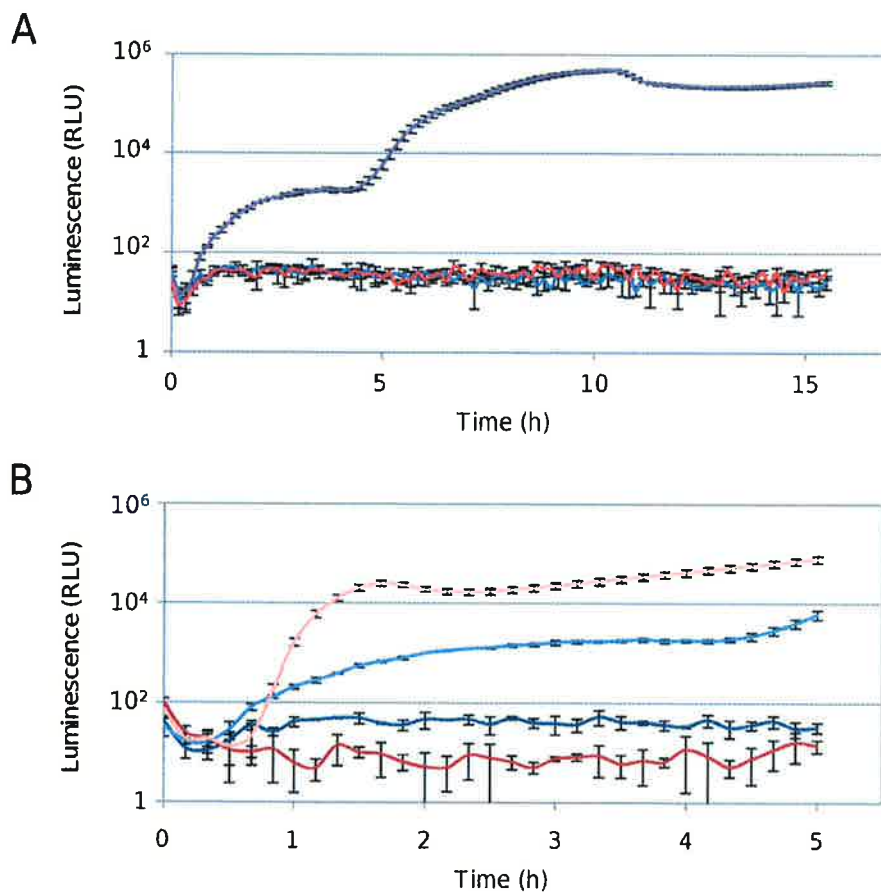 A
Luminescence (RLU)
10⁶
10⁴
10²
1
0 5 10 15
Time (h)
B
Luminescence (RLU)
10⁶
10⁴
10²
1
0 1 2 3 4 5
Time (h)